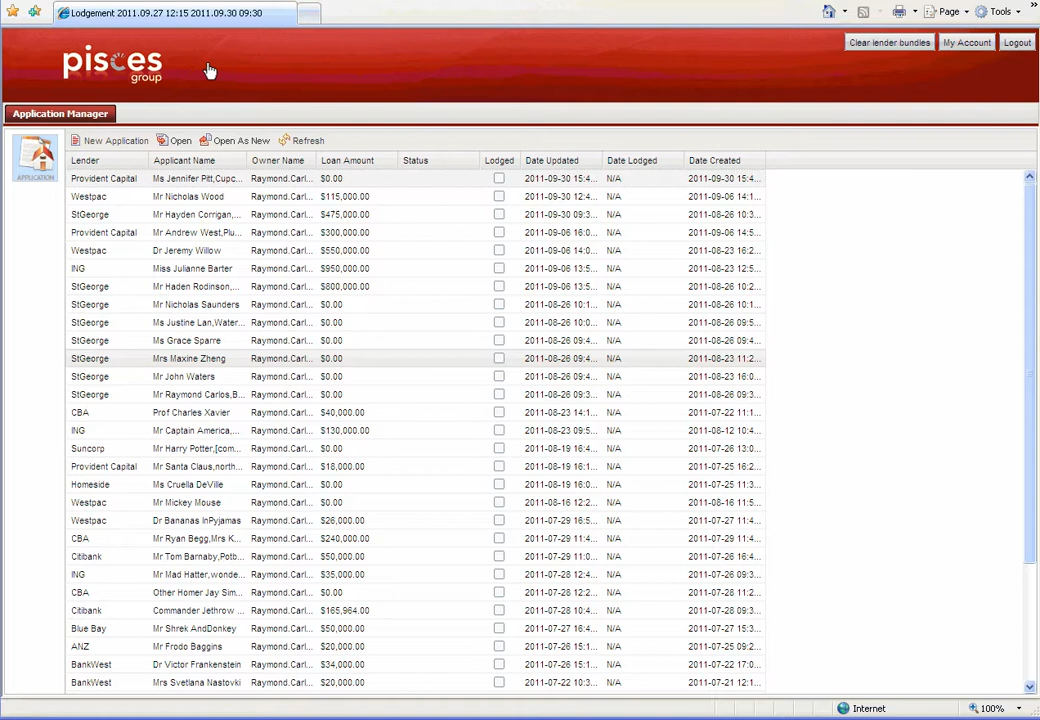 Lodgement 2011.09.27 12:15 2011.09.30 09:30
Page Tools »
pisces group
Clear lender bundles My Account Logout
Application Manager
APPLICATION
New Application Open Open As New Refresh
Lender Applicant Name Owner Name Loan Amount Status Lodged Date Updated Date Lodged Date Created
Provident Capital Ms Jennifer Pitt,Cupc... Raymond.Carl... $0.00 2011-09-30 15:4... N/A 2011-09-30 15:4...
Westpac Mr Nicholas Wood Raymond.Carl... $115,000.00 2011-09-30 12:4... N/A 2011-09-06 14:1...
StGeorge Mr Hayden Corrigan,... Raymond.Carl... $475,000.00 2011-09-30 09:3... N/A 2011-08-26 10:3...
Provident Capital Mr Andrew West,Plu... Raymond.Carl... $300,000.00 2011-09-06 16:0... N/A 2011-09-06 14:5...
Westpac Dr Jeremy Willow Raymond.Carl... $550,000.00 2011-09-06 14:0... N/A 2011-08-23 16:2...
ING Miss Julianne Barter Raymond.Carl... $950,000.00 2011-09-06 13:5... N/A 2011-08-23 12:5...
StGeorge Mr Haden Rodinson,... Raymond.Carl... $800,000.00 2011-09-06 13:5... N/A 2011-08-26 10:2...
StGeorge Mr Nicholas Saunders Raymond.Carl... $0.00 2011-08-26 10:1... N/A 2011-08-26 10:1...
StGeorge Ms Justine Lan,Water... Raymond.Carl... $0.00 2011-08-26 10:0... N/A 2011-08-26 09:5...
StGeorge Ms Grace Sparre Raymond.Carl... $0.00 2011-08-26 09:4... N/A 2011-08-26 09:4...
StGeorge Mrs Maxine Zheng Raymond.Carl... $0.00 2011-08-26 09:4... N/A 2011-08-23 11:2...
StGeorge Mr John Waters Raymond.Carl... $0.00 2011-08-26 09:4... N/A 2011-08-23 16:0...
StGeorge Mr Raymond Carlos,B... Raymond.Carl... $0.00 2011-08-26 09:3... N/A 2011-08-26 09:3...
CBA Prof Charles Xavier Raymond.Carl... $40,000.00 2011-08-23 14:1... N/A 2011-07-22 11:1...
ING Mr Captain America,... Raymond.Carl... $130,000.00 2011-08-23 09:5... N/A 2011-08-12 10:4...
Suncorp Mr Harry Potter,[com... Raymond.Carl... $0.00 2011-08-19 16:4... N/A 2011-07-26 13:0...
Provident Capital Mr Santa Claus,north... Raymond.Carl... $18,000.00 2011-08-19 16:1... N/A 2011-07-25 16:2...
Homeside Ms Cruella DeVille Raymond.Carl... $0.00 2011-08-19 16:0... N/A 2011-07-25 11:3...
Westpac Mr Mickey Mouse Raymond.Carl... $0.00 2011-08-16 12:2... N/A 2011-08-16 11:5...
Westpac Dr Bananas InPyjamas Raymond.Carl... $26,000.00 2011-07-29 16:5... N/A 2011-07-27 11:4...
CBA Mr Ryan Begg,Mrs K... Raymond.Carl... $240,000.00 2011-07-29 11:4... N/A 2011-07-29 11:4...
Citibank Mr Tom Barnaby,Potb... Raymond.Carl... $50,000.00 2011-07-29 11:0... N/A 2011-07-26 16:4...
ING Mr Mad Hatter,wonde... Raymond.Carl... $35,000.00 2011-07-28 12:4... N/A 2011-07-26 09:3...
CBA Other Homer Jay Sim... Raymond.Carl... $0.00 2011-07-28 12:2... N/A 2011-07-28 11:2...
Citibank Commander Jethrow ... Raymond.Carl... $165,964.00 2011-07-28 10:4... N/A 2011-07-28 09:3...
Blue Bay Mr Shrek AndDonkey Raymond.Carl... $50,000.00 2011-07-27 16:4... N/A 2011-07-27 15:3...
ANZ Mr Frodo Baggins Raymond.Carl... $20,000.00 2011-07-26 15:1... N/A 2011-07-25 09:2...
BankWest Dr Victor Frankenstein Raymond.Carl... $34,000.00 2011-07-26 15:1... N/A 2011-07-22 17:0...
BankWest Mrs Svetlana Nastovki Raymond.Carl... $20,000.00 2011-07-22 10:3... N/A 2011-07-21 12:1...
Internet 100%